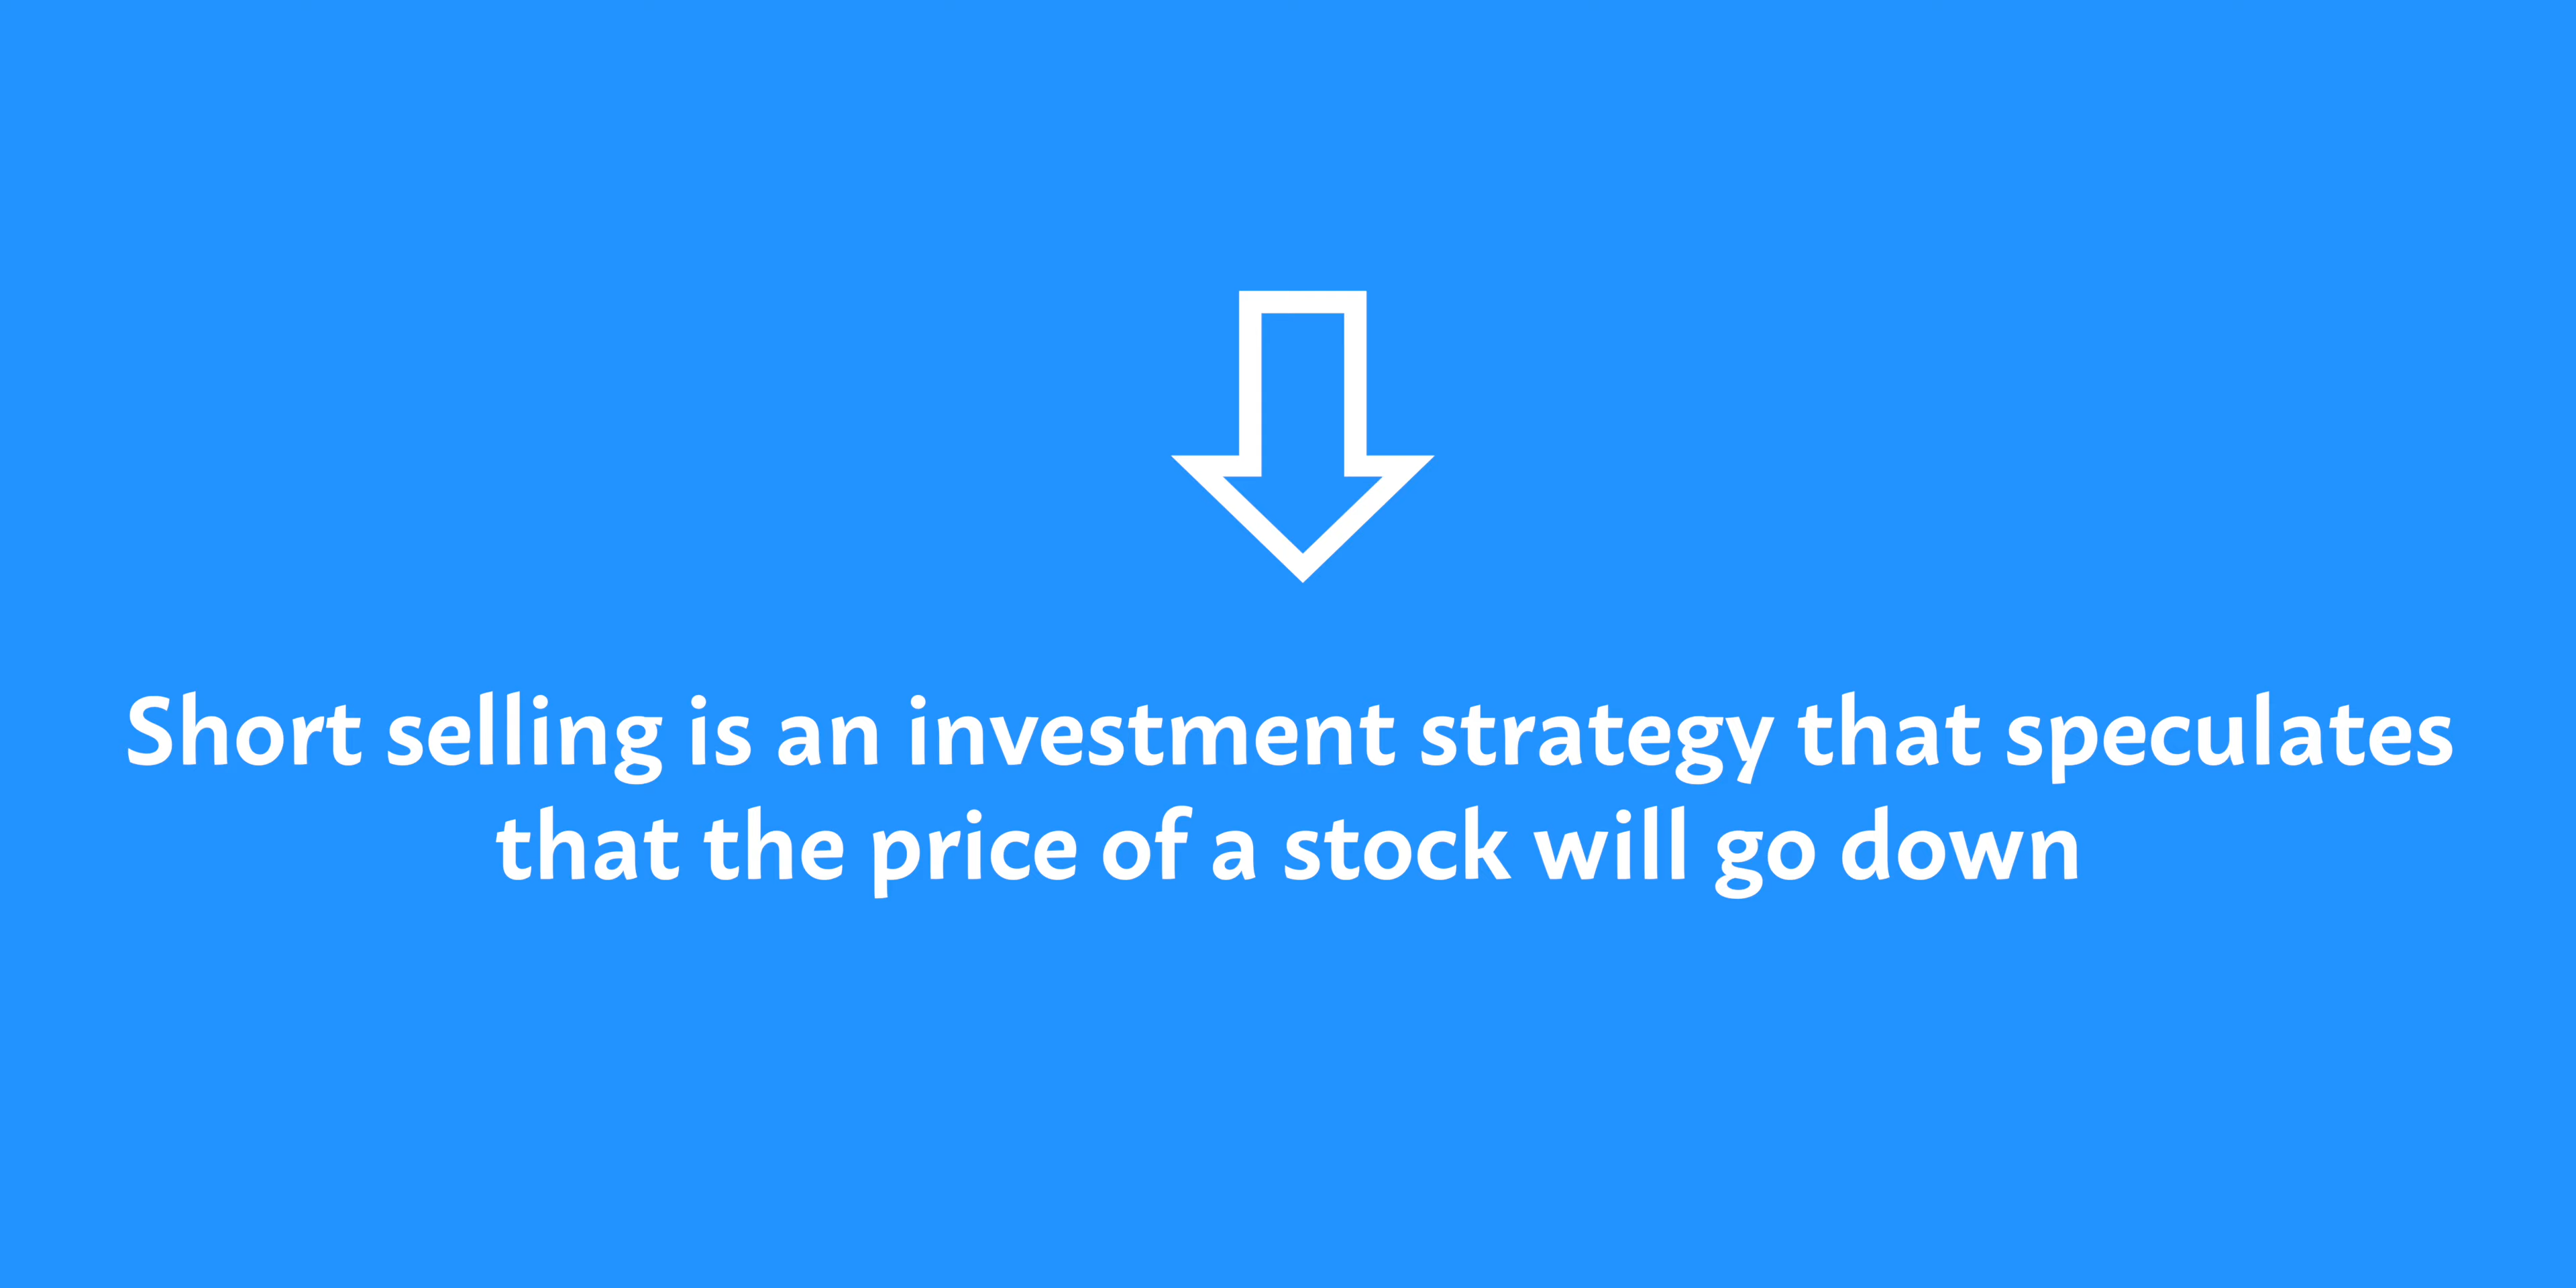 Short selling is an investment strategy that speculates
that the price of a stock will go down